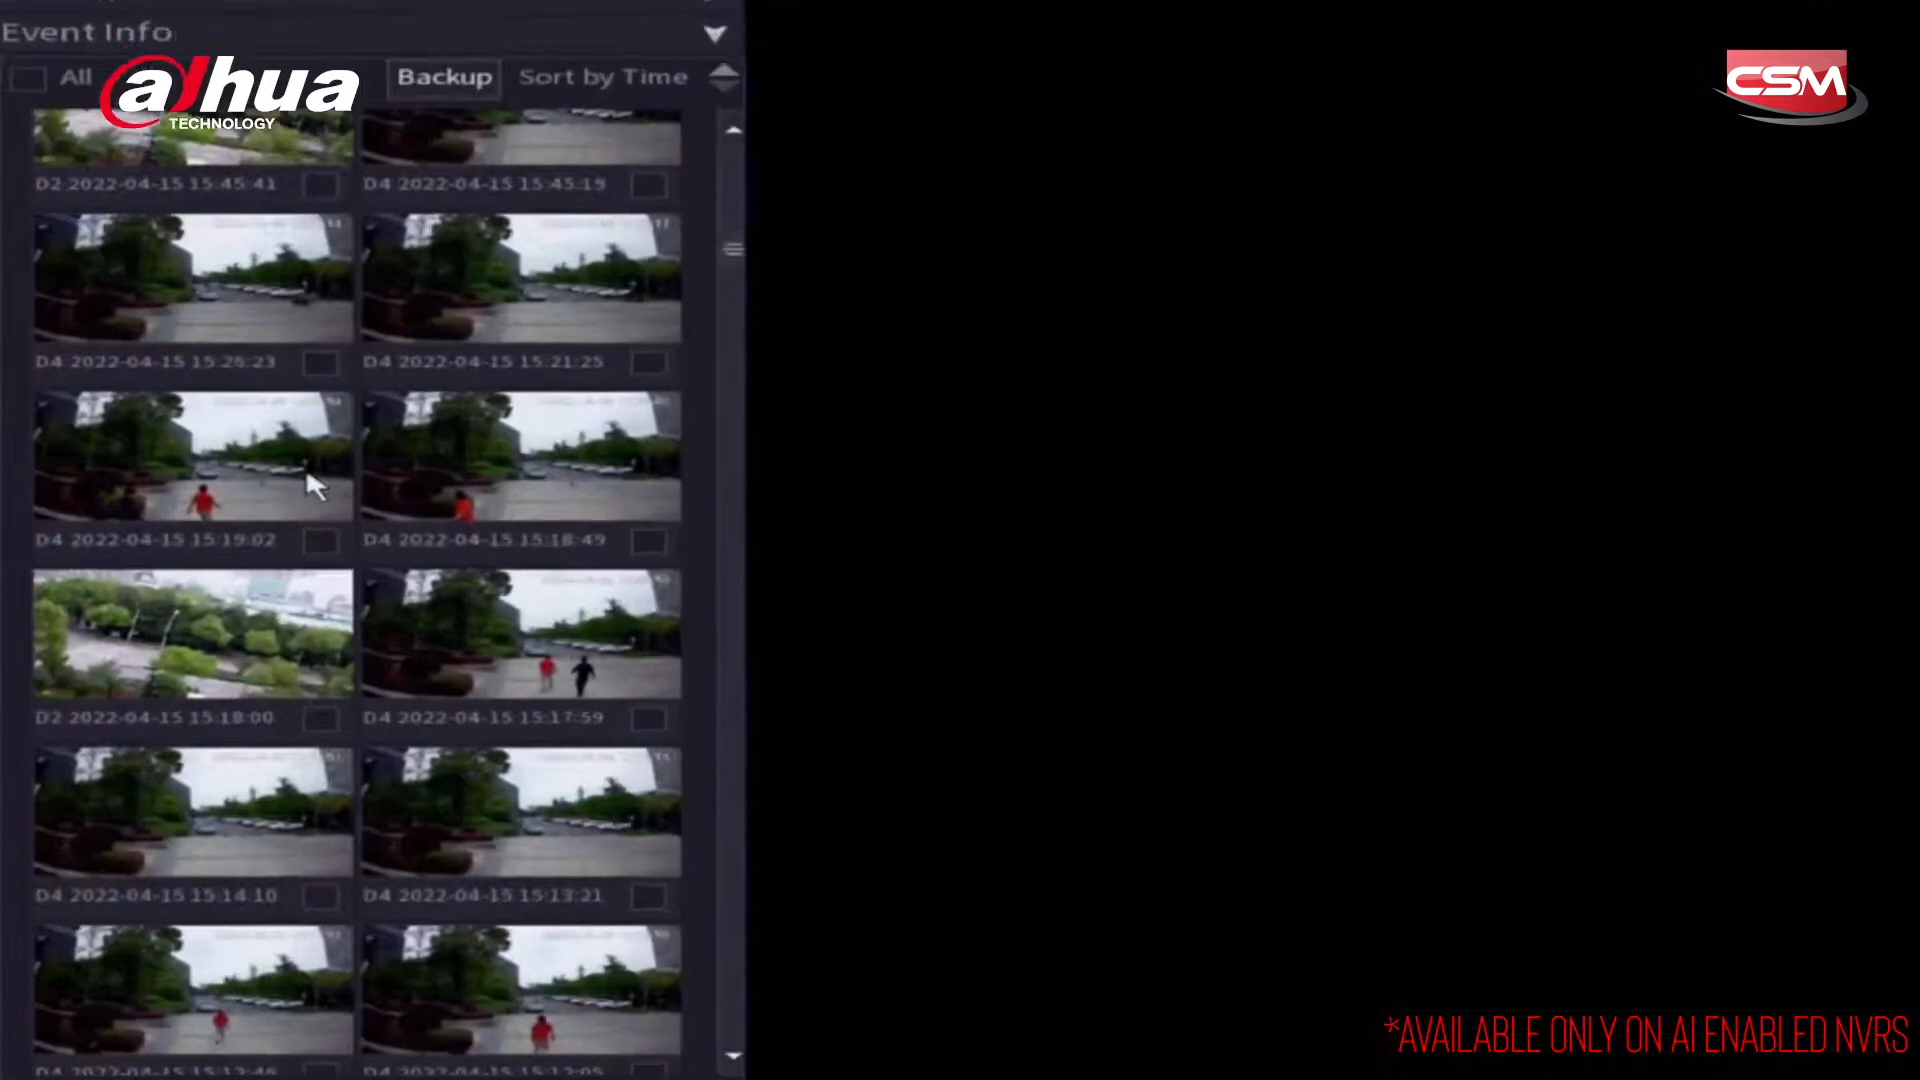 Event Info
All
alhua
TECHNOLOGY
Backup
Sort by Time
CSM
D2 2022-04-15 15:45:41
D4 2022-04-15 15:45:19
D4 2022-04-15 15:26:23
D4 2022-04-15 15:21:25
D4 2022-04-15 15:19:02
D4 2022-04-15 15:18:49
D2 2022-04-15 15:18:00
D4 2022-04-15 15:17:59
D4 2022-04-15 15:14:10
D4 2022-04-15 15:13:21
*AVAILABLE ONLY ON AI ENABLED NVRS